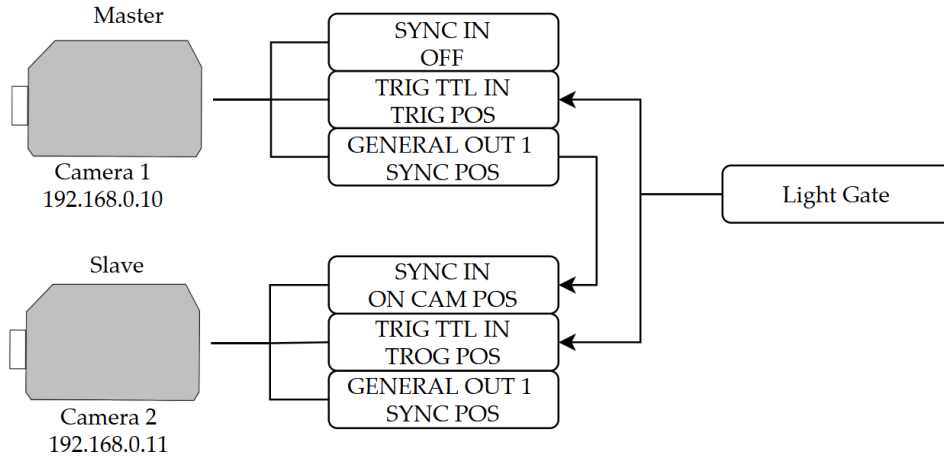 Master
SYNC IN
OFF
TRIG TTL IN
TRIG POS
GENERAL OUT 1
SYNC POS
Camera 1
192.168.0.10
Light Gate
Slave
SYNC IN
ON CAM POS
TRIG TTL IN
TROG POS
GENERAL OUT 1
SYNC POS
Camera 2
192.168.0.11